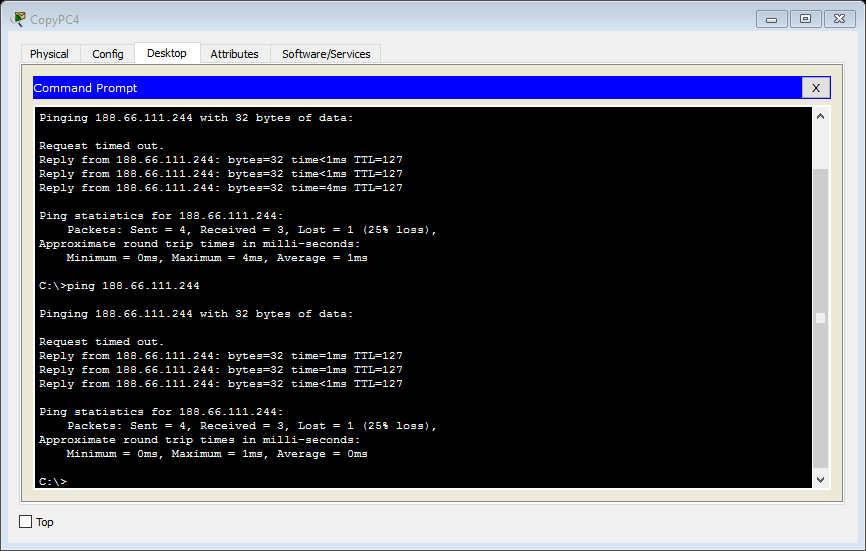 CopyPC4
Physical Config Desktop Attributes Software/Services
Command Prompt X
Pinging 188.66.111.244 with 32 bytes of data:
Request timed out.
Reply from 188.66.111.244: bytes=32 time<1ms TTL=127
Reply from 188.66.111.244: bytes=32 time<1ms TTL=127
Reply from 188.66.111.244: bytes=32 time=4ms TTL=127
Ping statistics for 188.66.111.244:
Packets: Sent = 4, Received = 3, Lost = 1 (25% loss),
Approximate round trip times in milli-seconds:
Minimum = 0ms, Maximum = 4ms, Average = 1ms
C:\>ping 188.66.111.244
Pinging 188.66.111.244 with 32 bytes of data:
Request timed out.
Reply from 188.66.111.244: bytes=32 time=1ms TTL=127
Reply from 188.66.111.244: bytes=32 time=1ms TTL=127
Reply from 188.66.111.244: bytes=32 time<1ms TTL=127
Ping statistics for 188.66.111.244:
Packets: Sent = 4, Received = 3, Lost = 1 (25% loss),
Approximate round trip times in milli-seconds:
Minimum = 0ms, Maximum = 1ms, Average = 0ms
C:\>
Top